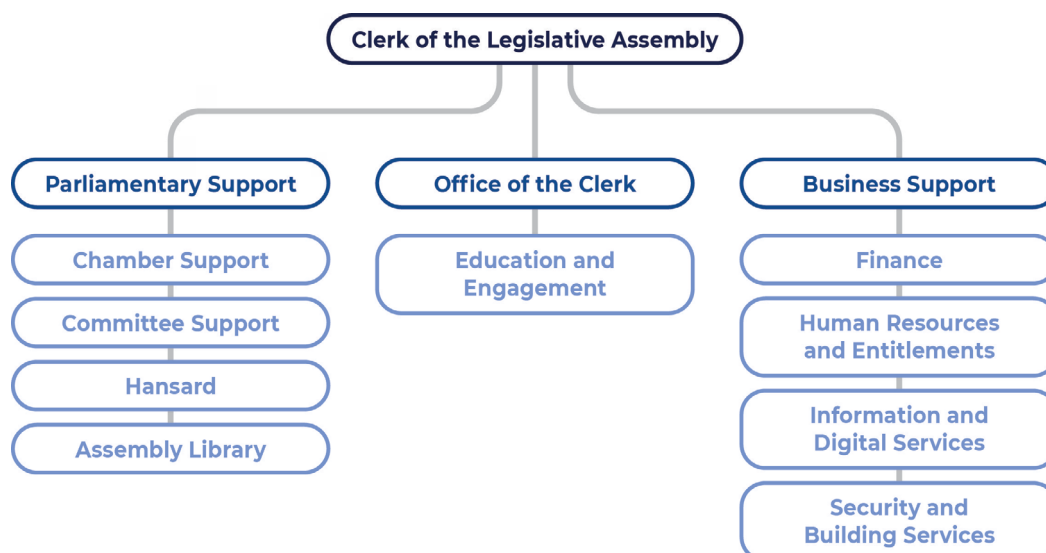 Clerk of the Legislative Assembly
Parliamentary Support
Chamber Support
Committee Support
Hansard
Assembly Library
Office of the Clerk
Education and
Engagement
Business Support
Finance
Human Resources
and Entitlements
Information and
Digital Services
Security and
Building Services